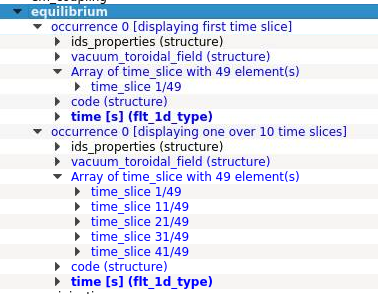 equilibrium
occurrence 0 [displaying first time slice]
ids_properties (structure)
vacuum_toroidal_field (structure)
Array of time_slice with 49 element(s)
time_slice 1/49
code (structure)
time [s] (flt_1d_type)
occurrence 0 [displaying one over 10 time slices]
ids_properties (structure)
vacuum_toroidal_field (structure)
Array of time_slice with 49 element(s)
time_slice 1/49
time_slice 11/49
time_slice 21/49
time_slice 31/49
time_slice 41/49
code (structure)
time [s] (flt_1d_type)